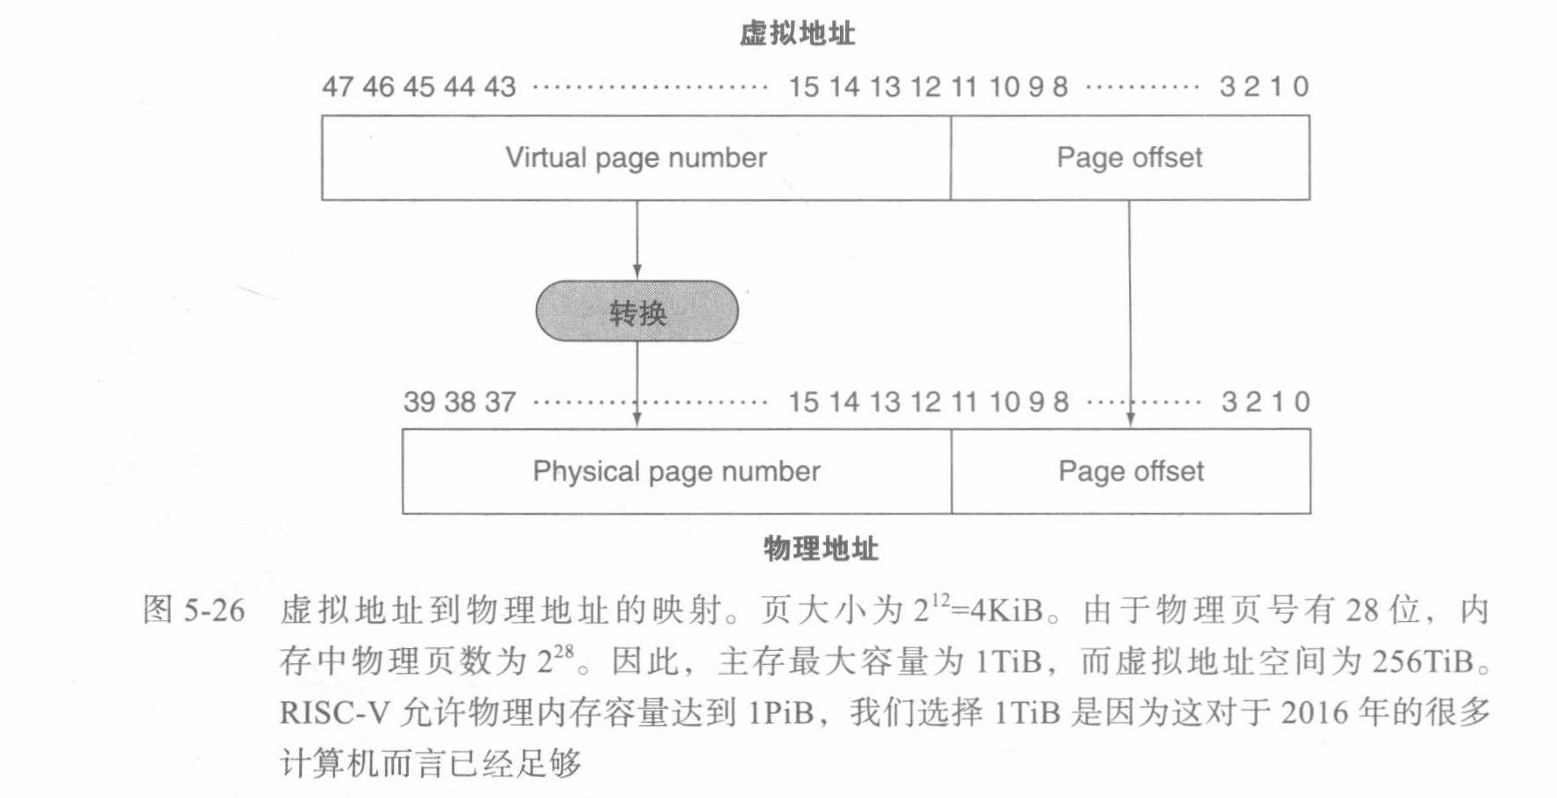 虚拟地址
47 46 45 44 43 ······················ 15 14 13 12 11 10 9 8 ··········· 3 2 1 0
Virtual page number Page offset
转换
39 38 37 ······················ 15 14 13 12 11 10 9 8 ··········· 3 2 1 0
Physical page number Page offset
物理地址
图 5-26 虚拟地址到物理地址的映射。页大小为 2¹²=4KiB。由于物理页号有 28 位，内
存中物理页数为 2²⁸。因此，主存最大容量为 1TiB，而虚拟地址空间为 256TiB。
RISC-V 允许物理内存容量达到 1PiB，我们选择 1TiB 是因为这对于 2016 年的很多
计算机而言已经足够